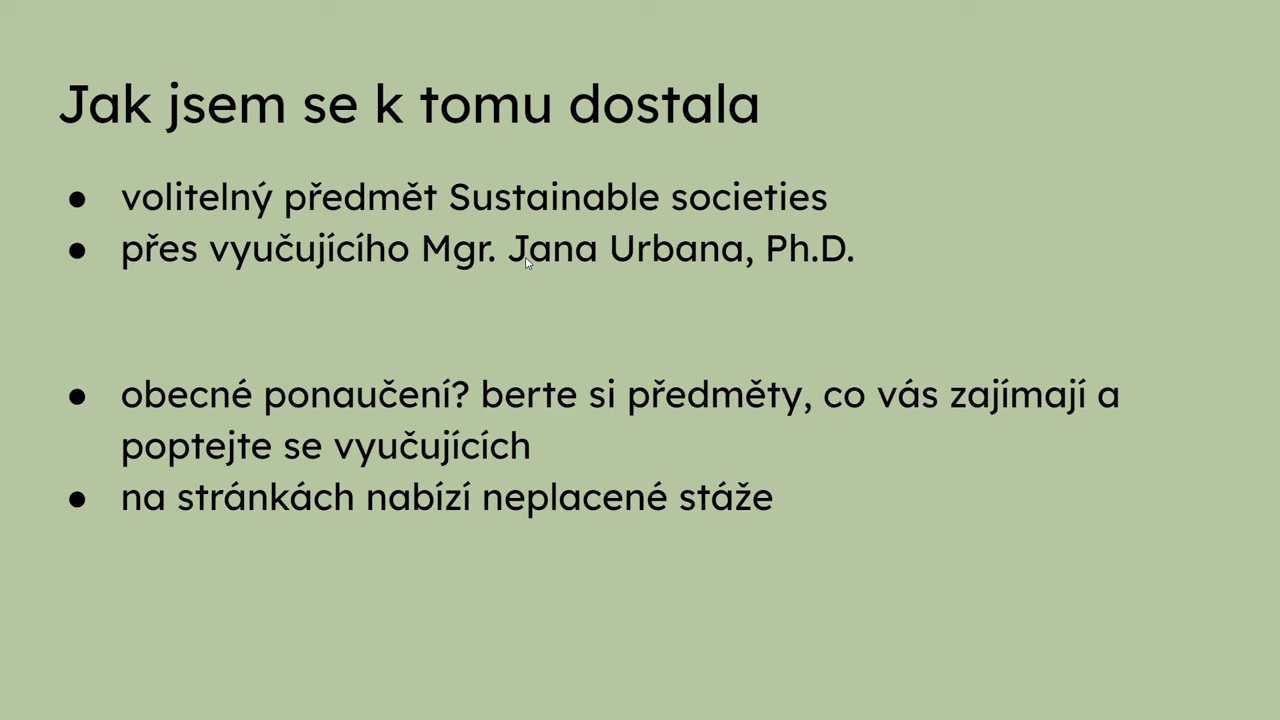 Jak jsem se k tomu dostala
● volitelný předmět Sustainable societies
● přes vyučujícího Mgr. Jana Urbana, Ph.D.
● obecné ponaučení? berte si předměty, co vás zajímají a
poptejte se vyučujících
● na stránkách nabízí neplacené stáže